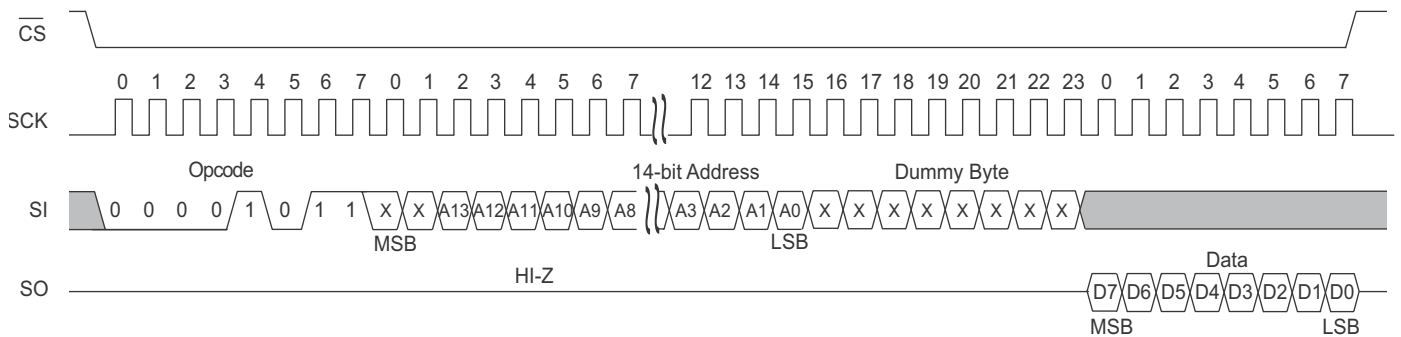 CS
0 1 2 3 4 5 6 7 0 1 2 3 4 5 6 7 12 13 14 15 16 17 18 19 20 21 22 23 0 1 2 3 4 5 6 7
SCK
Opcode 14-bit Address Dummy Byte
SI 0 0 0 0 1 0 1 1 X X A13 A12 A11 A10 A9 A8 A3 A2 A1 A0 X X X X X X X X
MSB LSB
HI-Z Data
SO D7 D6 D5 D4 D3 D2 D1 D0
MSB LSB